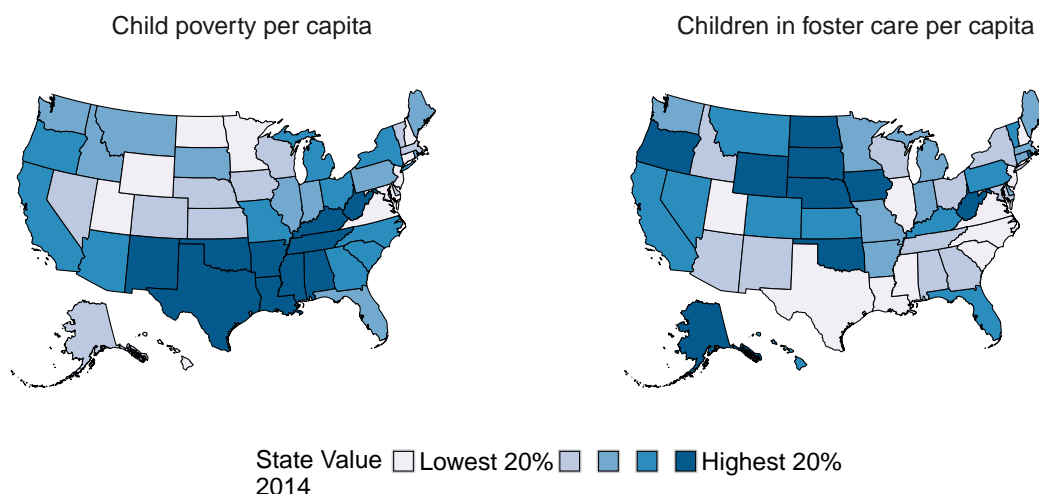 Child poverty per capita
Children in foster care per capita
State Value Lowest 20% Highest 20%
2014